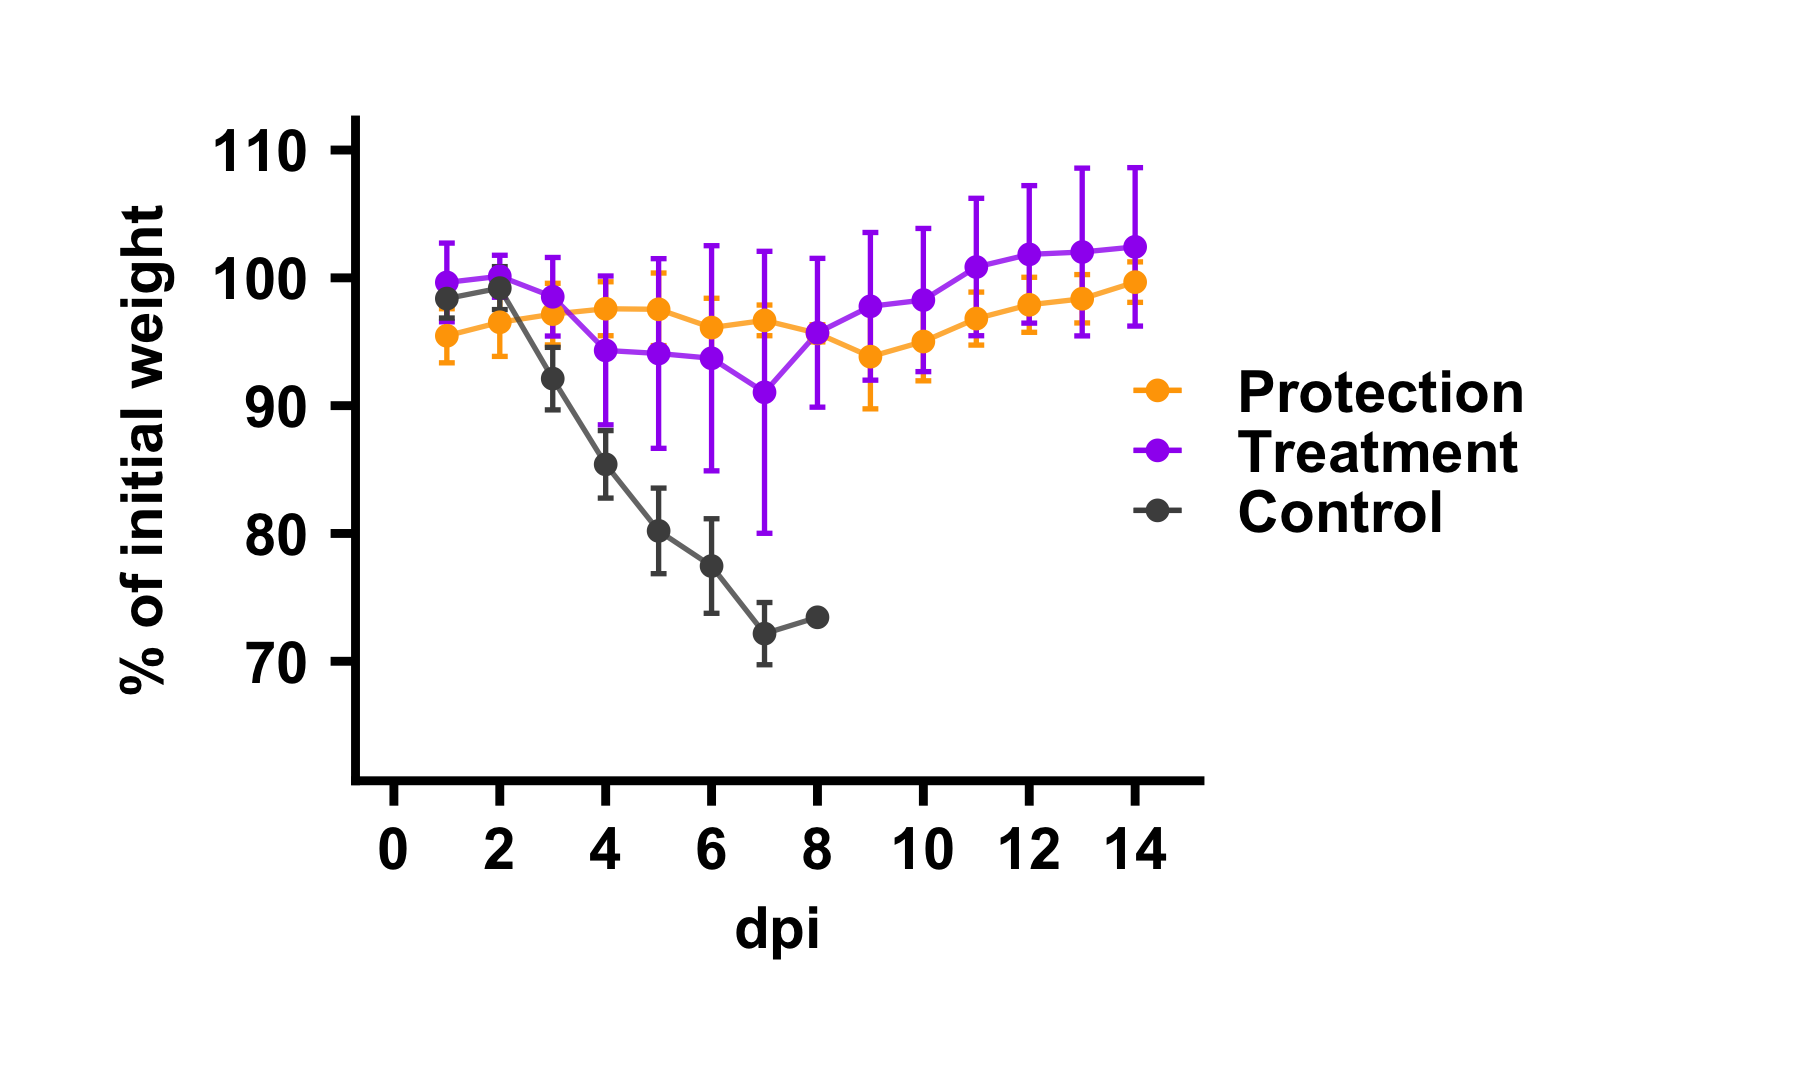 % of initial weight
110
100
90
80
70
0 2 4 6 8 10 12 14
dpi
Protection
Treatment
Control